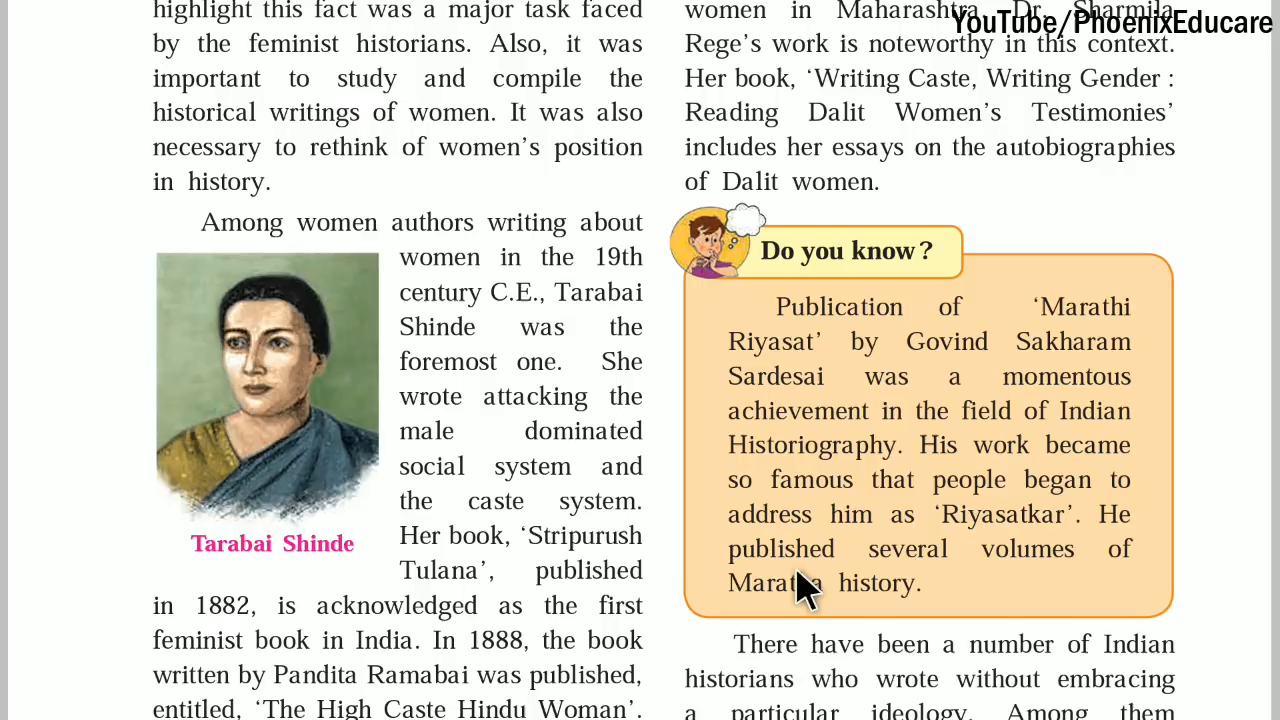 highlight this fact was a major task faced
by the feminist historians. Also, it was
important to study and compile the
historical writings of women. It was also
necessary to rethink of women's position
in history.
Among women authors writing about
women in the 19th
century C.E., Tarabai
Shinde was the
foremost one. She
wrote attacking the
male dominated
social system and
the caste system.
Her book, ‘Stripurush
Tulana’, published
Tarabai Shinde
in 1882, is acknowledged as the first
feminist book in India. In 1888, the book
written by Pandita Ramabai was published,
entitled, ‘The High Caste Hindu Woman’.
women in Maharashtra Dr. Sharmila
YouTube/PhoenixEducare
Rege’s work is noteworthy in this context.
Her book, ‘Writing Caste, Writing Gender :
Reading Dalit Women’s Testimonies’
includes her essays on the autobiographies
of Dalit women.
Do you know ?
Publication of ‘Marathi
Riyasat’ by Govind Sakharam
Sardesai was a momentous
achievement in the field of Indian
Historiography. His work became
so famous that people began to
address him as ‘Riyasatkar’. He
published several volumes of
Maratha history.
There have been a number of Indian
historians who wrote without embracing
a particular ideology. Among them